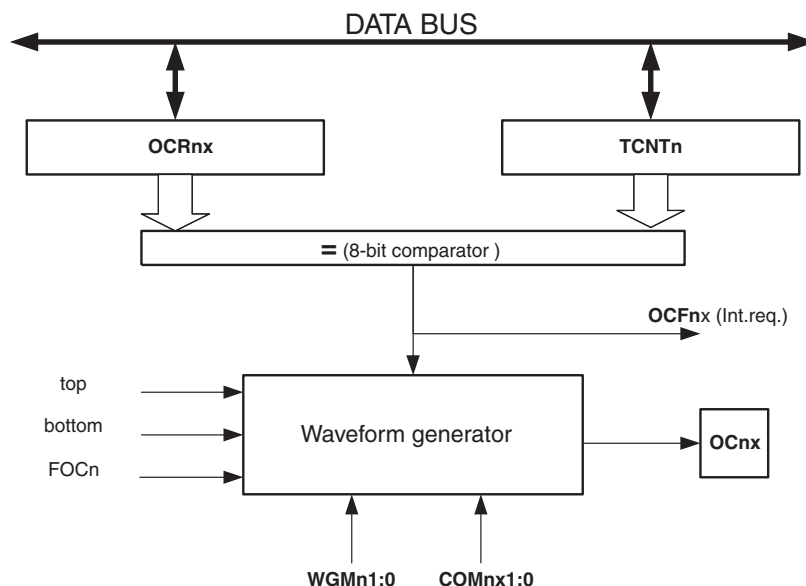 DATA BUS
OCRnx
TCNTn
= (8-bit comparator )
OCFnx (Int.req.)
top
bottom
FOCn
Waveform generator
OCnx
WGMn1:0
COMnx1:0